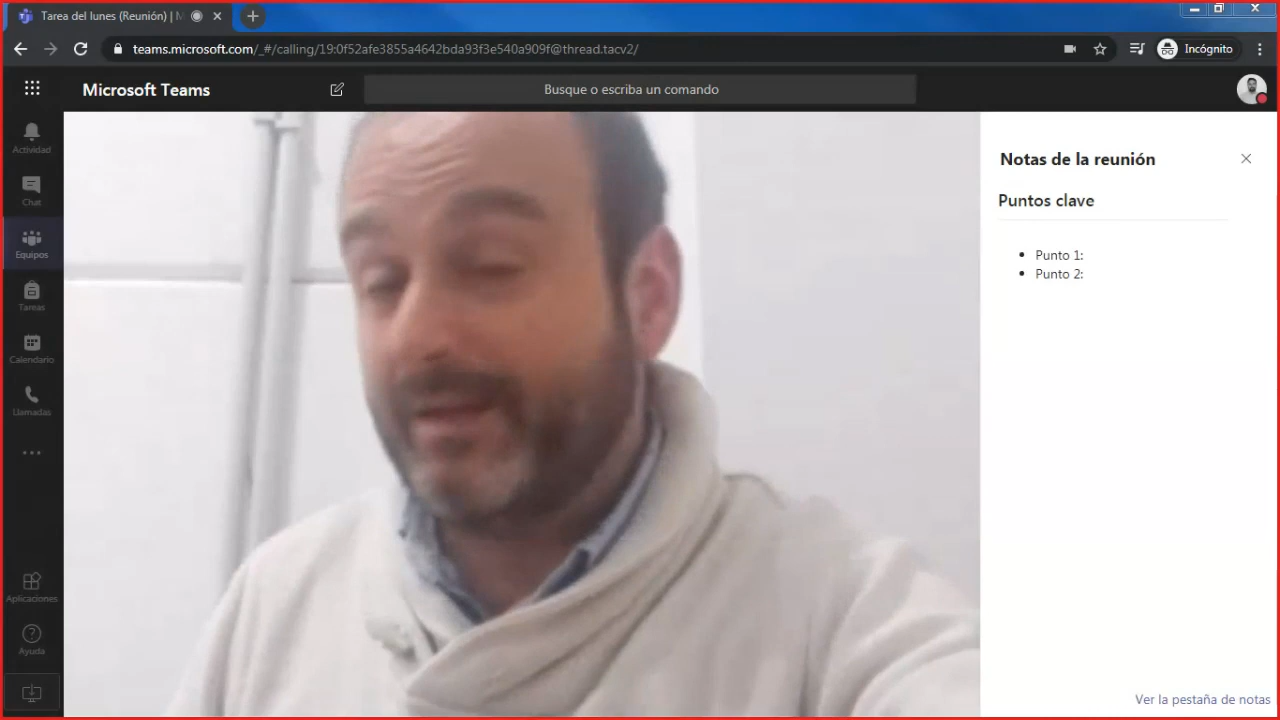 Tarea del lunes (Reunión) | M
teams.microsoft.com/_#/calling/19:0f52afe3855a4642bda93f3e540a909f@thread.tacv2/
Incógnito
Microsoft Teams
Busque o escriba un comando
Actividad
Chat
Equipos
Tareas
Calendario
Llamadas
Aplicaciones
Ayuda
Notas de la reunión
Puntos clave
• Punto 1:
• Punto 2:
Ver la pestaña de notas